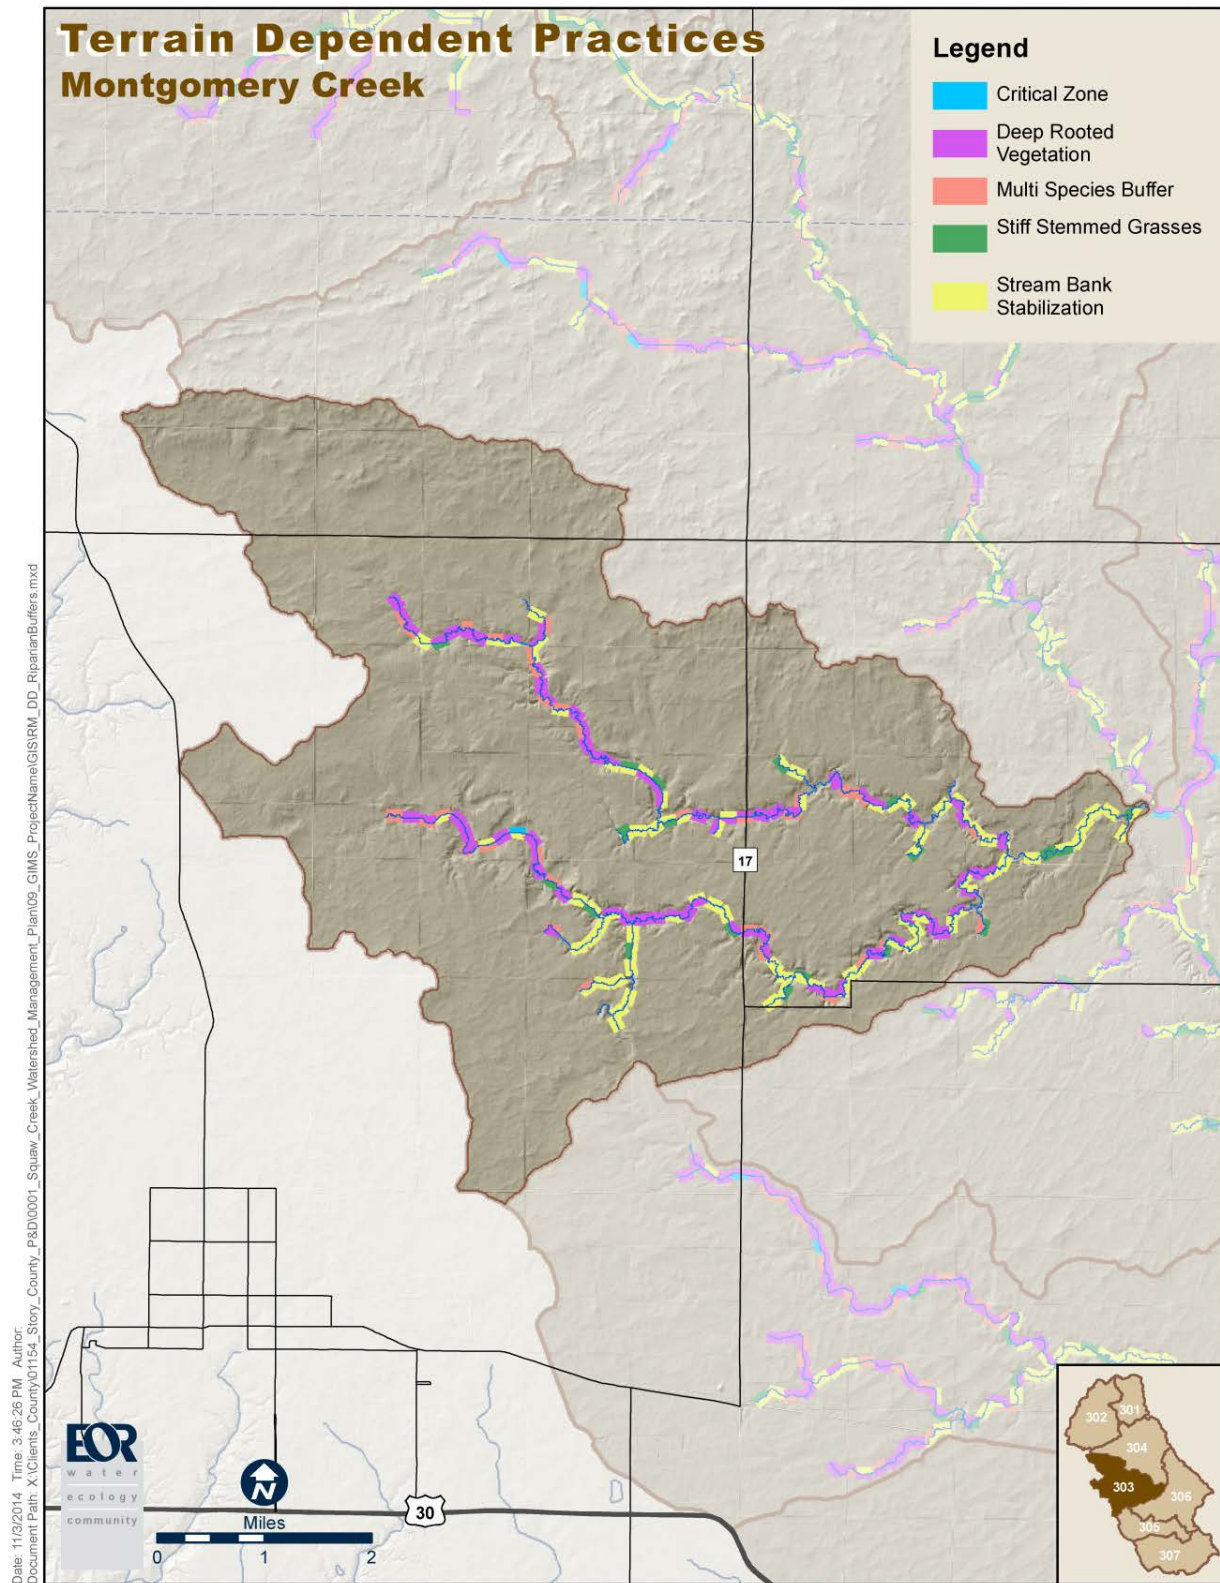 Terrain Dependent Practices
Montgomery Creek
Legend
Critical Zone
Deep Rooted
Vegetation
Multi Species Buffer
Stiff Stemmed Grasses
Stream Bank
Stabilization
17
30
EOR
water
ecology
community
N
Miles
0 1 2
301
302
304
303
306
305
307
Date: 11/3/2014 Time: 3:46:26 PM Author:
Document Path: X:\Clients_County\01154_Story_County_P&D\0001_Squaw_Creek_Watershed_Management_Plan\09_GIMS_ProjectName\GIS\RM_DD_RiparianBuffers.mxd